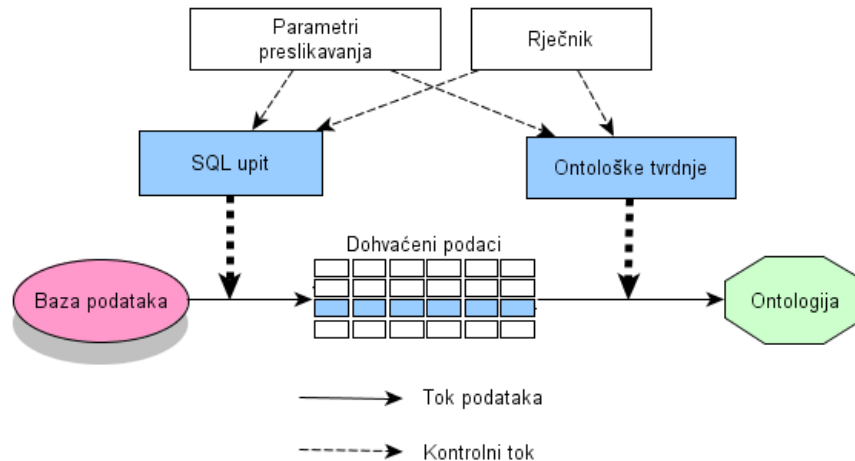 Parametri
preslikavanja
Rječnik
SQL upit
Ontološke tvrdnje
Dohvaćeni podaci
Baza podataka
Ontologija
Tok podataka
Kontrolni tok